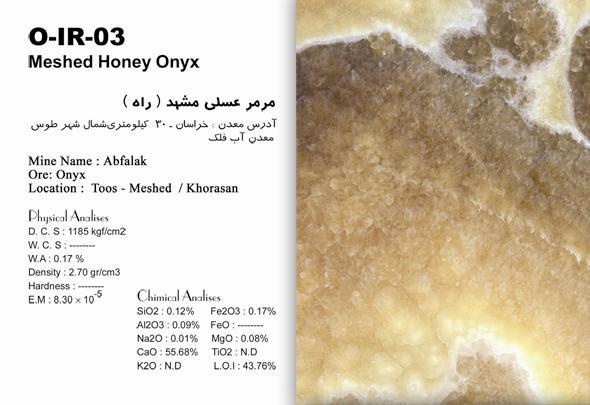 O-IR-03
Meshed Honey Onyx
مرمر عسلی مشهد ( راه )
آدرس معدن : خراسان ـ ۳۰ کیلومتری‌شمال شهر طوس
معدن آب فلک
Mine Name : Abfalak
Ore: Onyx
Location : Toos - Meshed / Khorasan
Physical Analises
D. C. S : 1185 kgf/cm2
W. C. S : --------
W.A : 0.17 %
Density : 2.70 gr/cm3
Hardness : --------
E.M : 8.30 × 10⁻⁵
Chimical Analises
SiO2 : 0.12% Fe2O3 : 0.17%
Al2O3 : 0.09% FeO : --------
Na2O : 0.01% MgO : 0.08%
CaO : 55.68% TiO2 : N.D
K2O : N.D L.O.I : 43.76%